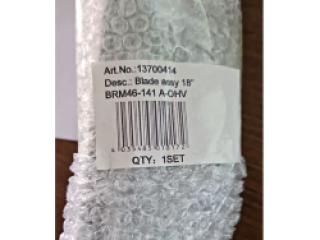 Art.No.:13700414
Desc.: Blade assy 18"
BRM46-141 A-OHV
QTY: 1SET